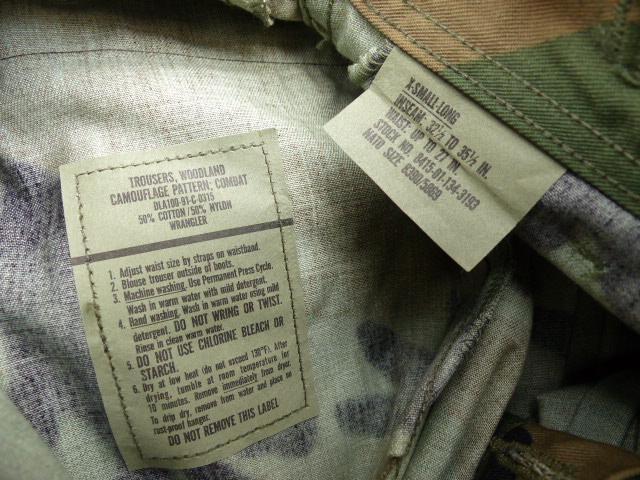 TROUSERS, WOODLAND
CAMOUFLAGE PATTERN; COMBAT
DLA100-91-C-0315
50% COTTON/50% NYLON
WRANGLER
1. Adjust waist size by straps on waistband.
2. Blouse trouser outside of boots.
3. Machine washing. Use Permanent Press Cycle.
Wash in warm water with mild detergent.
4. Hand washing. Wash in warm water using mild
detergent. DO NOT WRING OR TWIST.
Rinse in clean warm water.
5. DO NOT USE CHLORINE BLEACH OR
STARCH.
6. Dry at low heat (do not exceed 130°F). After
drying, tumble at room temperature for
10 minutes. Remove immediately from dryer.
To drip dry, remove from water and place on
rust-proof hanger.
DO NOT REMOVE THIS LABEL
X-SMALL-LONG
INSEAM: 32½ TO 35½ IN.
WAIST: UP TO 27 IN.
STOCK NO. 8415-01-134-3193
NATO SIZE 8390/5969